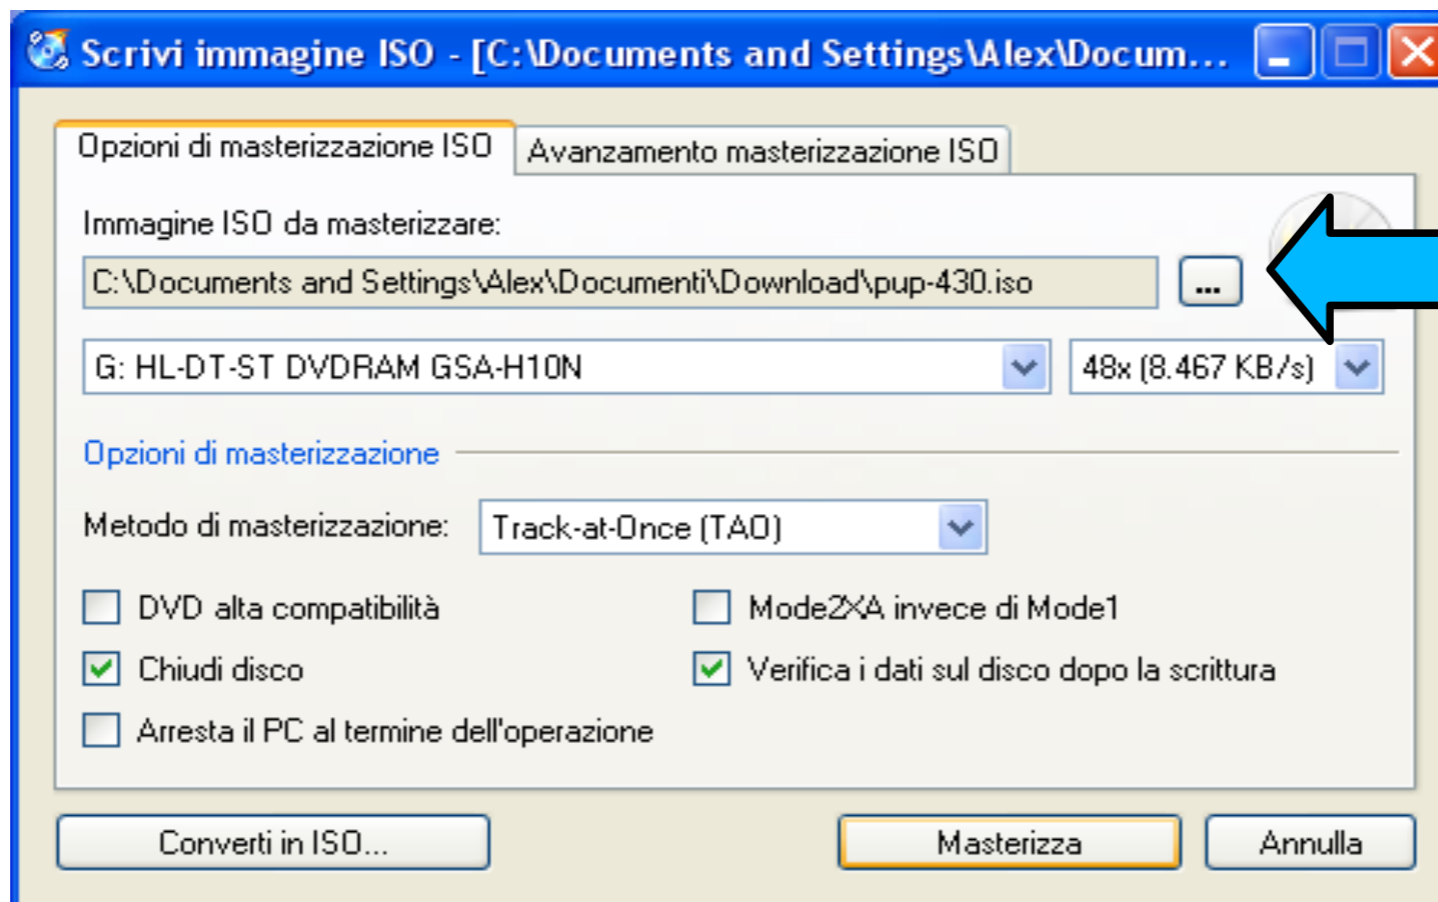 Scrivi immagine ISO - [C:\Documents and Settings\Alex\Docum...
Opzioni di masterizzazione ISO
Avanzamento masterizzazione ISO
Immagine ISO da masterizzare:
C:\Documents and Settings\Alex\Documenti\Download\pup-430.iso
...
G: HL-DT-ST DVDRAM GSA-H10N
48x (8.467 KB/s)
Opzioni di masterizzazione
Metodo di masterizzazione:
Track-at-Once (TAO)
DVD alta compatibilità
Mode2XA invece di Mode1
Chiudi disco
Verifica i dati sul disco dopo la scrittura
Arresta il PC al termine dell'operazione
Converti in ISO...
Masterizza
Annulla